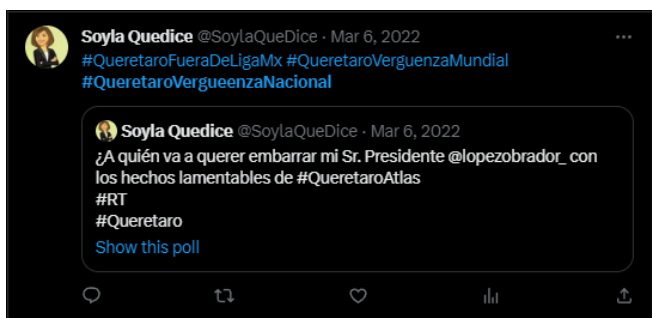 Soyla Quedice @SoylaQueDice · Mar 6, 2022
#QueretaroFueraDeLigaMx #QueretaroVerguenzaMundial
#QueretaroVergueenzaNacional
Soyla Quedice @SoylaQueDice · Mar 6, 2022
¿A quién va a querer embarrar mi Sr. Presidente @lopezobrador_ con
los hechos lamentables de #QueretaroAtlas
#RT
#Queretaro
Show this poll